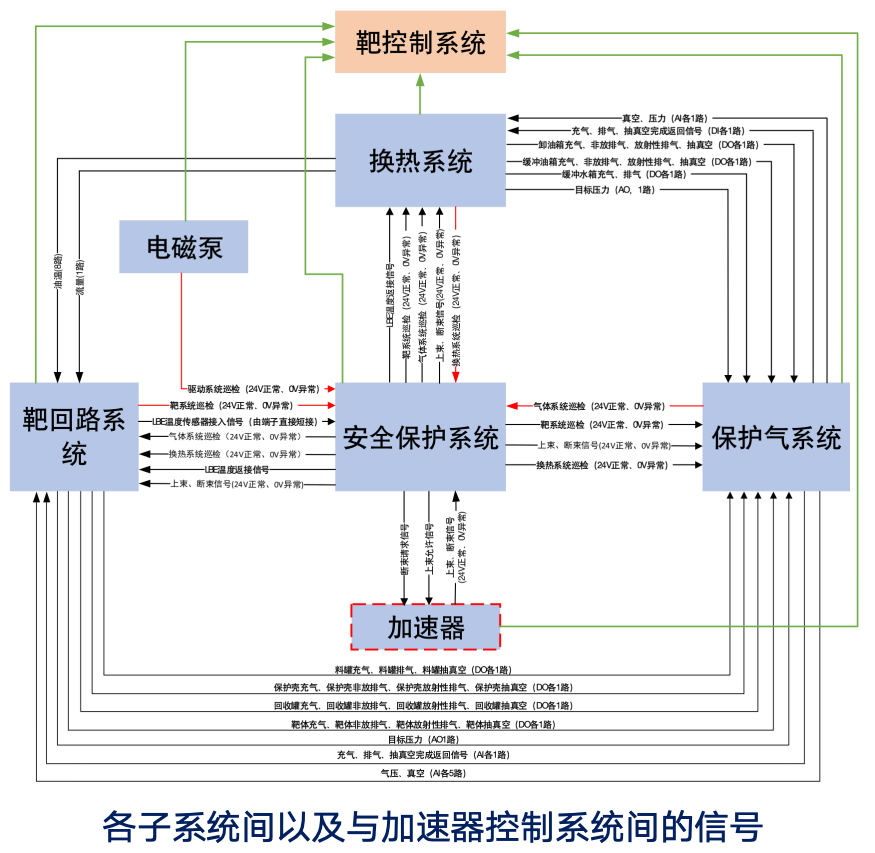 靶控制系统
换热系统
真空、压力（AI各1路）
充气、排气、抽真空完成返回信号（DI各1路）
卸油箱充气、非放排气、放射性排气、抽真空（DO各1路）
缓冲油箱充气、非放排气、放射性排气、抽真空（DO各1路）
缓冲水箱充气、排气（DO各1路）
目标压力（AO，1路）
电磁泵
油温(8路)
流量(1路)
LBE温度返接信号
靶系统巡检（24V正常、0V异常）
气体系统巡检（24V正常、0V异常）
上束、断束信号(24V正常、0V异常)
换热系统巡检（24V正常、0V异常）
靶回路系
统
驱动系统巡检（24V正常、0V异常）
靶系统巡检（24V正常、0V异常）
LBE温度传感器接入信号（由端子直接短接）
气体系统巡检（24V正常、0V异常）
换热系统巡检（24V正常、0V异常）
LBE温度返接信号
上束、断束信号(24V正常、0V异常)
安全保护系统
气体系统巡检（24V正常、0V异常）
靶系统巡检（24V正常、0V异常）
上束、断束信号(24V正常、0V异常)
换热系统巡检（24V正常、0V异常）
保护气系统
断束请求信号
上束允许信号
上束、断束信号
(24V正常、0V异常)
加速器
料罐充气、料罐排气、料罐抽真空（DO各1路）
保护壳充气、保护壳非放排气、保护壳放射性排气、保护壳抽真空（DO各1路）
回收罐充气、回收罐非放排气、回收罐放射性排气、回收罐抽真空（DO各1路）
靶体充气、靶体非放排气、靶体放射性排气、靶体抽真空（DO各1路）
目标压力（AO1路）
充气、排气、抽真空完成返回信号（AI各1路）
气压、真空（AI各5路）
各子系统间以及与加速器控制系统间的信号